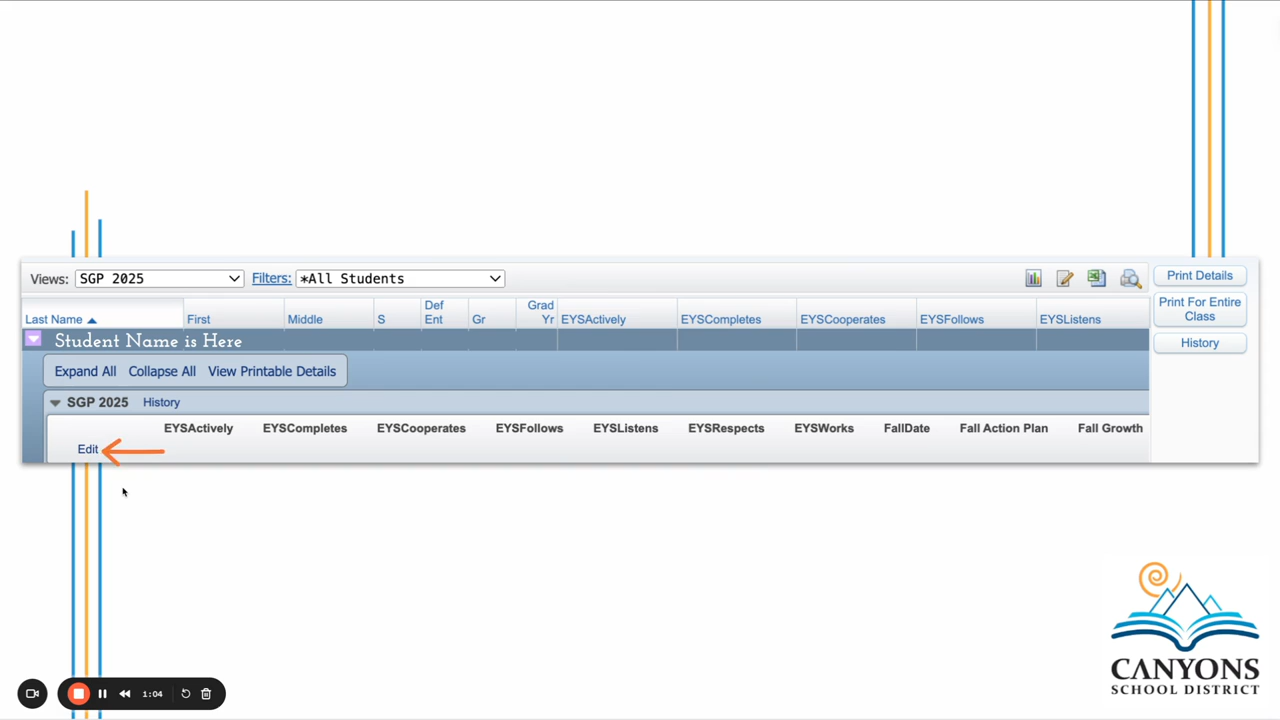 Views: SGP 2025 Filters: *All Students
Print Details
Print For Entire Class
History
Last Name First Middle S Def Ent Gr Grad Yr EYSActively EYSCompletes EYSCooperates EYSFollows EYSListens
Student Name is Here
Expand All Collapse All View Printable Details
SGP 2025 History
EYSActively EYSCompletes EYSCooperates EYSFollows EYSListens EYSRespects EYSWorks FallDate Fall Action Plan Fall Growth
Edit
CANYONS
SCHOOL DISTRICT
1:04